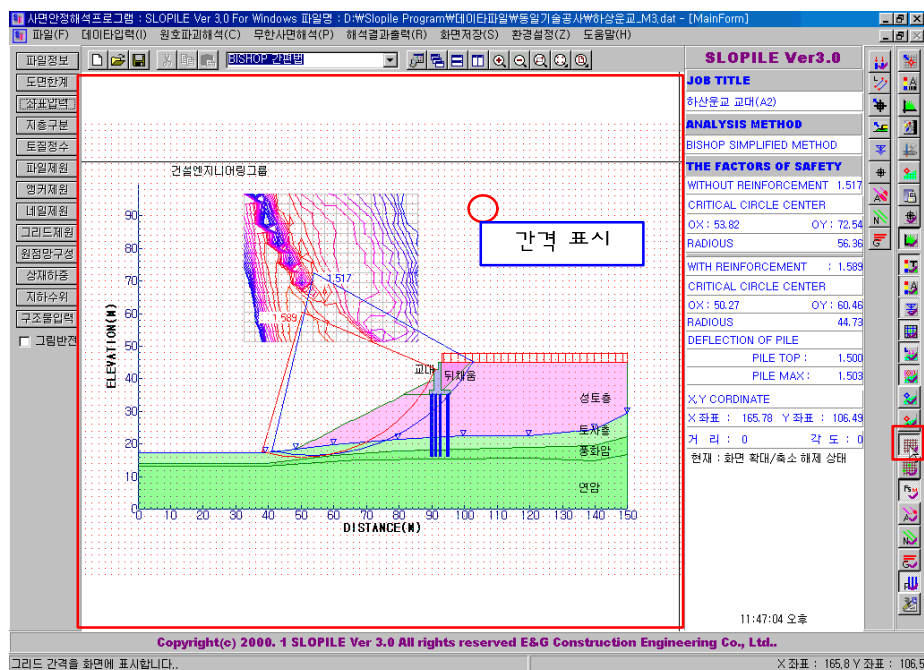 사면안정해석프로그램 : SLOPILE Ver 3.0 For Windows 파일명 : D:₩Slopile Program₩데이타파일₩동일기술공사₩하상운교_M3.dat - [MainForm]
파일(F) 데이타입력(I) 원호파괴해석(C) 무한사면해석(P) 해석결과출력(R) 화면저장(S) 환경설정(Z) 도움말(H)
BISHOP 간편법
파일정보
도면한계
좌표입력
지층구분
토질정수
파일제원
앵커제원
네일제원
그리드제원
원점망구성
상재하중
지하수위
구조물입력
그림반전
건설엔지니어링그룹
간격 표시
1.517
1.589
교대
뒤채움
성토층
토사층
풍화암
연암
ELEVATION(M)
90
80
70
60
50
40
30
20
10
0
0 10 20 30 40 50 60 70 80 90 100 110 120 130 140 150
DISTANCE(M)
SLOPILE Ver3.0
JOB TITLE
하산운교 교대(A2)
ANALYSIS METHOD
BISHOP SIMPLIFIED METHOD
THE FACTORS OF SAFETY
WITHOUT REINFORCEMENT 1.517
CRITICAL CIRCLE CENTER
OX : 53.82 OY : 72.54
RADIOUS 56.36
WITH REINFORCEMENT : 1.589
CRITICAL CIRCLE CENTER
OX : 50.27 OY : 60.46
RADIOUS 44.73
DEFLECTION OF PILE
PILE TOP : 1.500
PILE MAX : 1.503
X,Y CORDINATE
X 좌표 : 165.78 Y 좌표 : 106.49
거 리 : 0 각 도 : 0
현재 : 화면 확대/축소 해제 상태
11:47:04 오후
Copyright(c) 2000. 1 SLOPILE Ver 3.0 All rights reserved E&G Construction Engineering Co., Ltd..
그리드 간격을 화면에 표시합니다..
X 좌표 : 165.8 Y 좌표 : 106.5